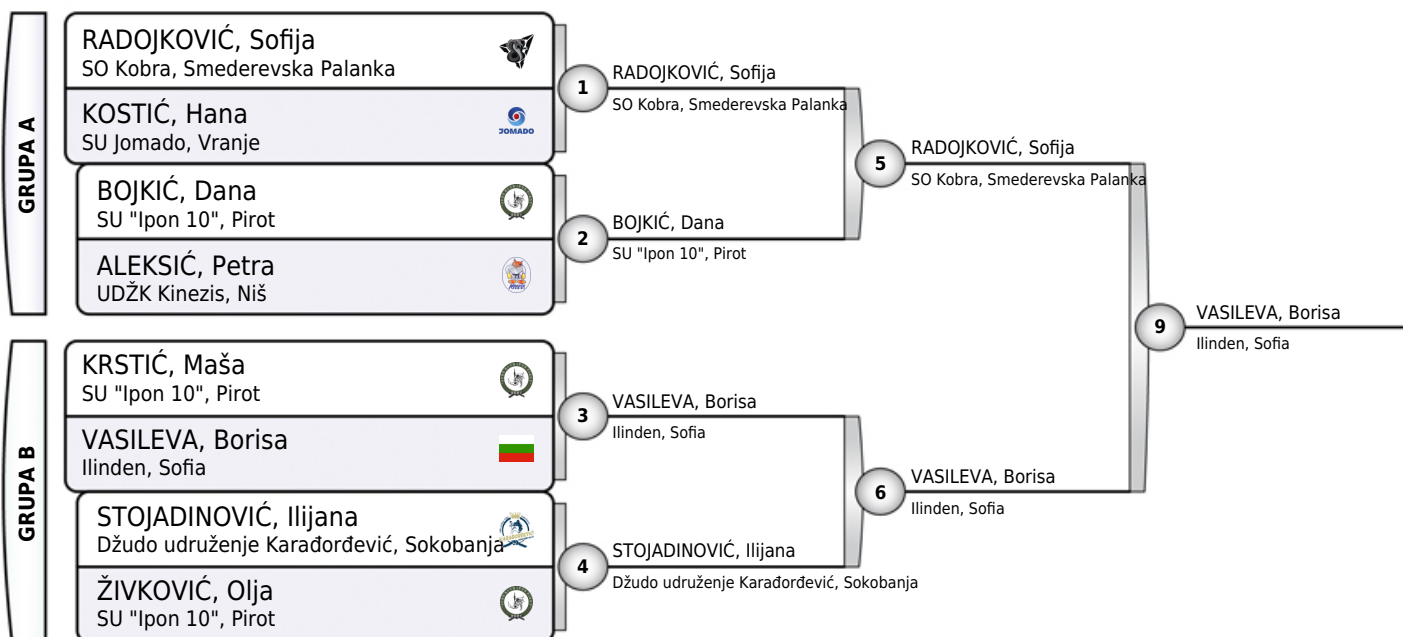 GRUPA A
RADOJKOVIĆ, Sofija
SO Kobra, Smederevska Palanka
KOSTIĆ, Hana
SU Jomado, Vranje
JOMADO
BOJKIĆ, Dana
SU "Ipon 10", Pirot
ALEKSIĆ, Petra
UDŽK Kinezis, Niš
1
RADOJKOVIĆ, Sofija
SO Kobra, Smederevska Palanka
2
BOJKIĆ, Dana
SU "Ipon 10", Pirot
5
RADOJKOVIĆ, Sofija
SO Kobra, Smederevska Palanka
GRUPA B
KRSTIĆ, Maša
SU "Ipon 10", Pirot
VASILEVA, Borisa
Ilinden, Sofia
STOJADINOVIĆ, Ilijana
Džudo udruženje Karađorđević, Sokobanja
ŽIVKOVIĆ, Olja
SU "Ipon 10", Pirot
3
VASILEVA, Borisa
Ilinden, Sofia
4
STOJADINOVIĆ, Ilijana
Džudo udruženje Karađorđević, Sokobanja
6
VASILEVA, Borisa
Ilinden, Sofia
9
VASILEVA, Borisa
Ilinden, Sofia